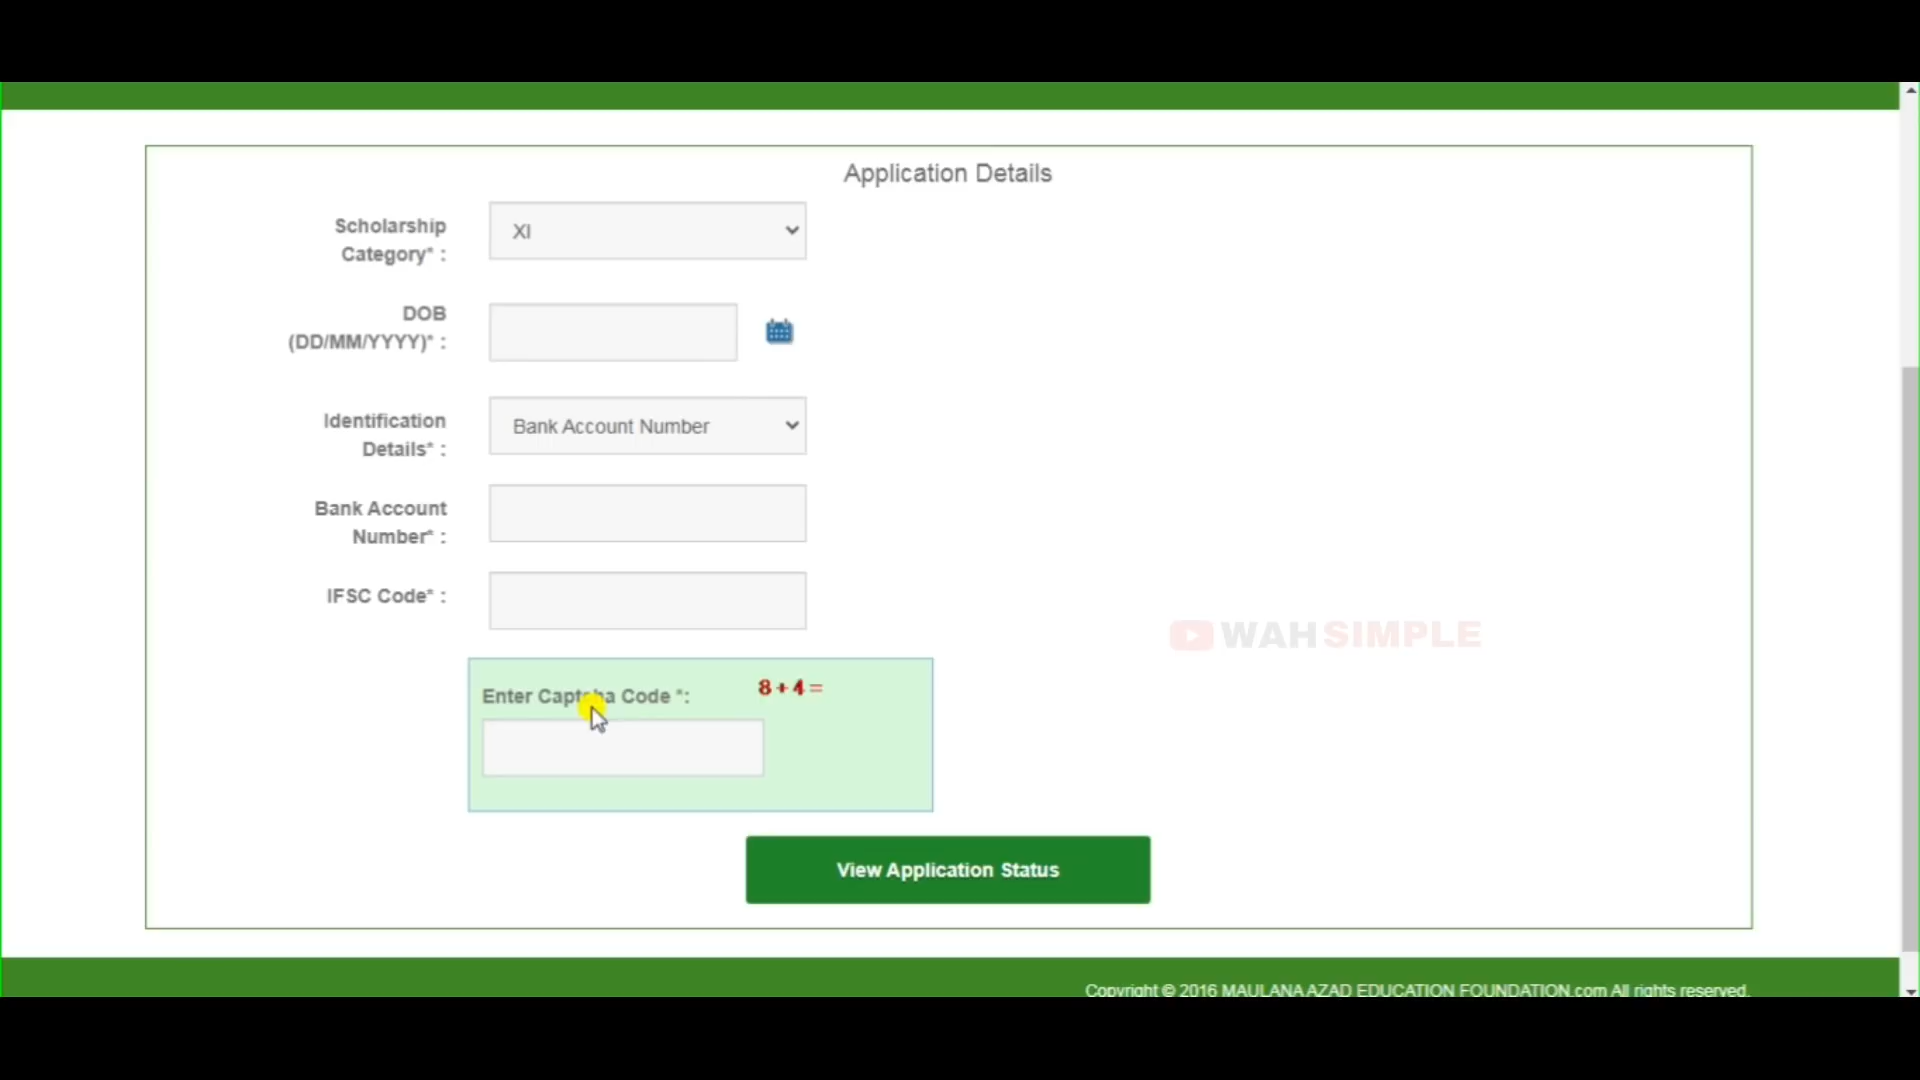 Application Details
Scholarship
Category* :
XI
DOB
(DD/MM/YYYY)* :
Identification
Details* :
Bank Account Number
Bank Account
Number* :
IFSC Code* :
WAHSIMPLE
Enter Captcha Code *:
8+4=
View Application Status
Copyright © 2016 MAULANA AZAD EDUCATION FOUNDATION.com All rights reserved.